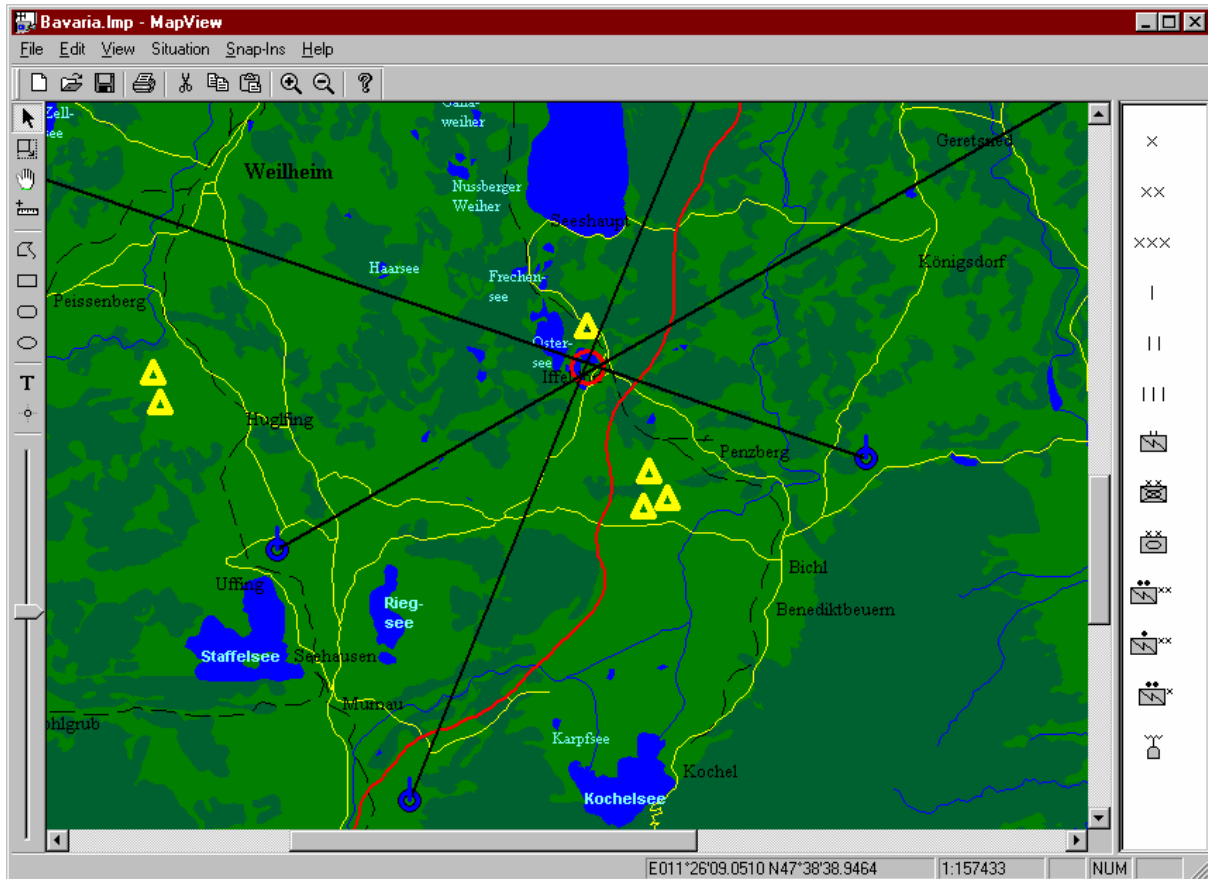 Bavaria.lmp - MapView
File Edit View Situation Snap-Ins Help
Zell-
see
weiher
Geretsried
Weilheim
Nussberger
Weiher
Seeshaupt
Königsdorf
Haarsee
Frechen-
see
Peissenberg
Oster-
see
Huglfing
Penzberg
Bichl
Uffing
Rieg-
see
Benediktbeuern
Staffelsee
Seehausen
Murnau
Karpfsee
Kochel
Kochelsee
T
×
××
×××
I
II
III
E011°26'09.0510 N47°38'38.9464
1:157433
NUM